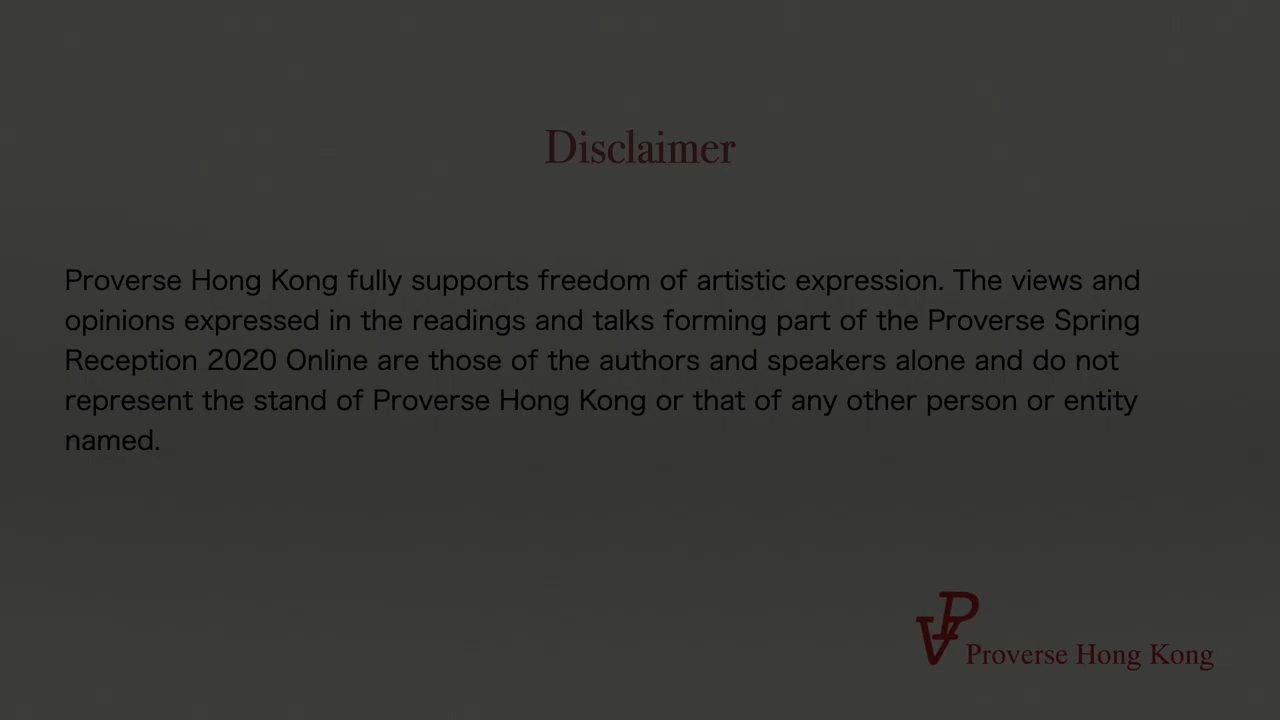 Disclaimer
Proverse Hong Kong fully supports freedom of artistic expression. The views and
opinions expressed in the readings and talks forming part of the Proverse Spring
Reception 2020 Online are those of the authors and speakers alone and do not
represent the stand of Proverse Hong Kong or that of any other person or entity
named.
VP
Proverse Hong Kong